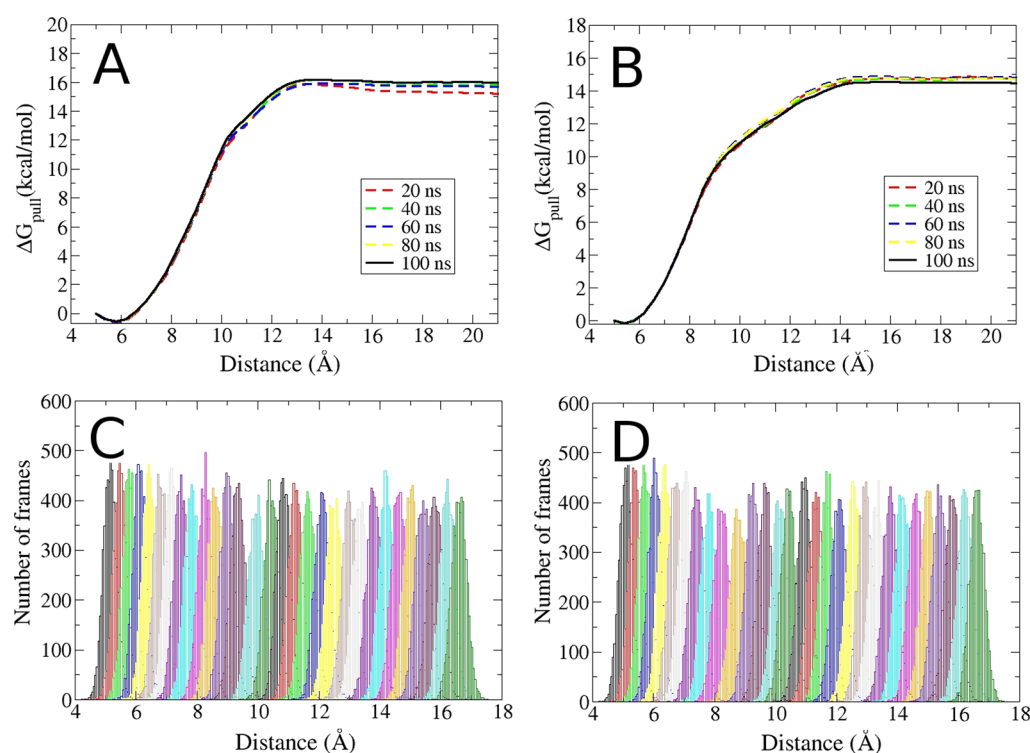 A
ΔG_pull(kcal/mol)
20
18
16
14
12
10
8
6
4
2
0
20 ns
40 ns
60 ns
80 ns
100 ns
4 6 8 10 12 14 16 18 20
Distance (Å)
B
ΔG_pull(kcal/mol)
18
16
14
12
10
8
6
4
2
0
20 ns
40 ns
60 ns
80 ns
100 ns
4 6 8 10 12 14 16 18 20
Distance (Å)
C
Number of frames
600
500
400
300
200
100
0
4 6 8 10 12 14 16 18
Distance (Å)
D
Number of frames
600
500
400
300
200
100
0
4 6 8 10 12 14 16 18
Distance (Å)